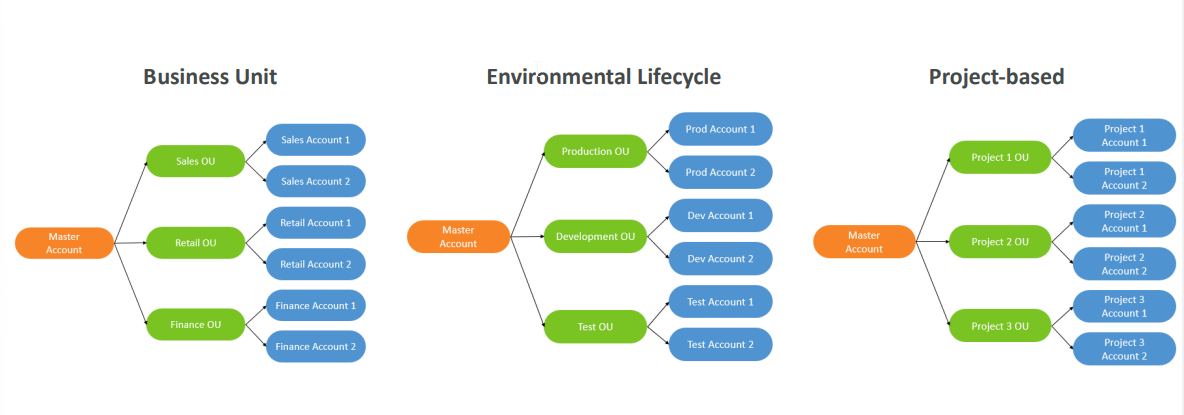 Business Unit
Master
Account
Sales OU
Sales Account 1
Sales Account 2
Retail OU
Retail Account 1
Retail Account 2
Finance OU
Finance Account 1
Finance Account 2
Environmental Lifecycle
Master
Account
Production OU
Prod Account 1
Prod Account 2
Development OU
Dev Account 1
Dev Account 2
Test OU
Test Account 1
Test Account 2
Project-based
Master
Account
Project 1 OU
Project 1
Account 1
Project 1
Account 2
Project 2 OU
Project 2
Account 1
Project 2
Account 2
Project 3 OU
Project 3
Account 1
Project 3
Account 2